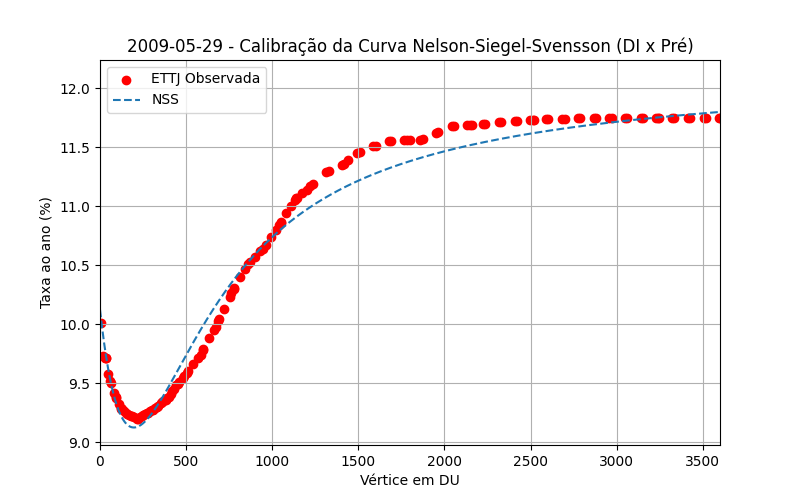 2009-05-29 - Calibração da Curva Nelson-Siegel-Svensson (DI x Pré)
ETTJ Observada
NSS
Taxa ao ano (%)
12.0
11.5
11.0
10.5
10.0
9.5
9.0
0 500 1000 1500 2000 2500 3000 3500
Vértice em DU